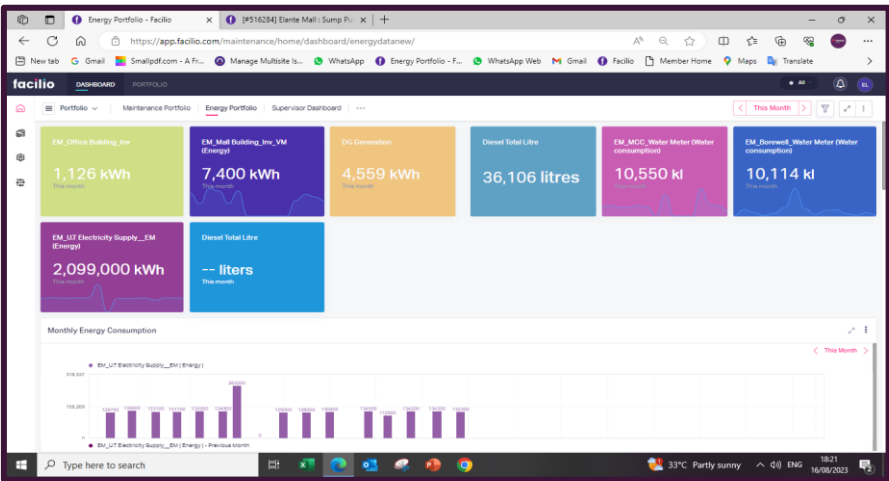 Energy Portfolio - Facilio
[#516284] Elante Mall : Sump Pu
https://app.facilio.com/maintenance/home/dashboard/energydatanew/
New tab
Gmail
Smallpdf.com - A Fr...
Manage Multisite Is...
WhatsApp
Energy Portfolio - F...
WhatsApp Web
Gmail
Facilio
Member Home
Maps
Translate
facilio
DASHBOARD
PORTFOLIO
All
EL
Portfolio
Maintenance Portfolio
Energy Portfolio
Supervisor Dashboard
This Month
EM_Office Building_Inv
1,126 kWh
This month
EM_Mall Building_Inv_VM
(Energy)
7,400 kWh
This month
DG Generation
4,559 kWh
This month
Diesel Total Litre
36,106 litres
EM_MCC_Water Meter (Water
consumption)
10,550 kl
This month
EM_Borewell_Water Meter (Water
consumption)
10,114 kl
This month
EM_UT Electricity Supply__EM
(Energy)
2,099,000 kWh
This month
Diesel Total Litre
-- liters
This month
Monthly Energy Consumption
This Month
EM_UT Electricity Supply__EM (Energy)
0
EM_UT Electricity Supply__EM (Energy) - Previous Month
Type here to search
33°C Partly sunny
ENG
18:21
16/08/2023